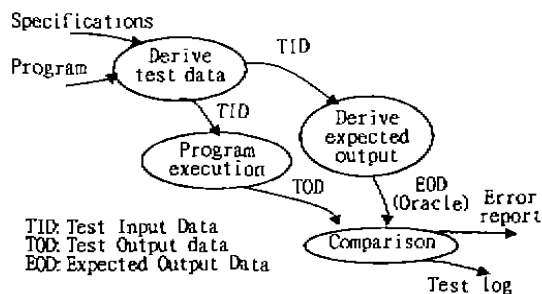 Specifications
Program
Derive
test data
TID
TID
Derive
expected
output
Program
execution
TOD
EOD
(Oracle)
Error
report
Comparison
Test log
TID: Test Input Data
TOD: Test Output data
EOD: Expected Output Data